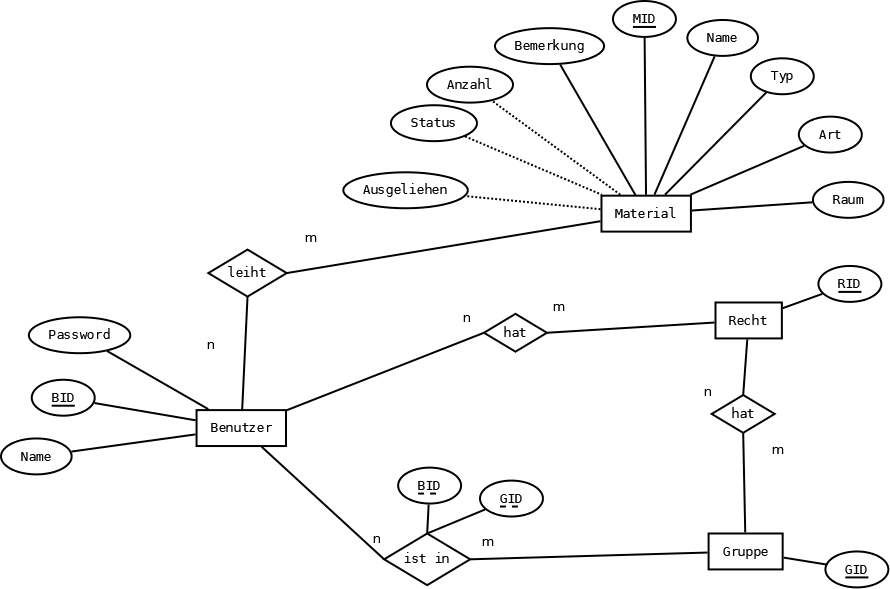 MID
Name
Bemerkung
Typ
Anzahl
Status
Art
Ausgeliehen
Raum
Material
m
leiht
RID
m
n
Recht
hat
Password
n
BID
n
hat
Benutzer
m
Name
BID
GID
n
m
Gruppe
ist in
GID